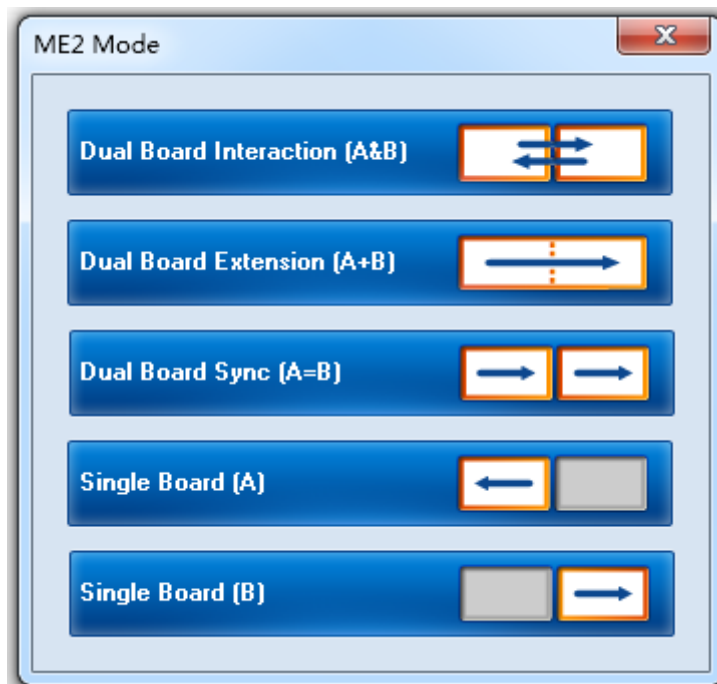 ME2 Mode
Dual Board Interaction (A&B)
Dual Board Extension (A+B)
Dual Board Sync (A=B)
Single Board (A)
Single Board (B)